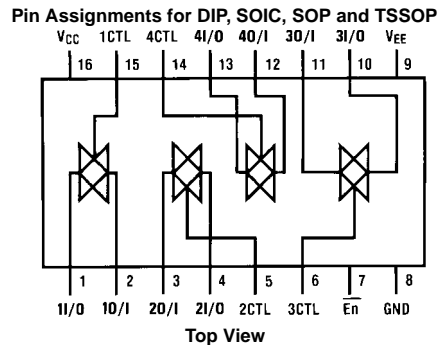 Pin Assignments for DIP, SOIC, SOP and TSSOP
VCC 1CTL 4CTL 4I/O 4O/I 3O/I 3I/O VEE
16 15 14 13 12 11 10 9
1 2 3 4 5 6 7 8
1I/O 1O/I 2O/I 2I/O 2CTL 3CTL E̅n̅ GND
Top View